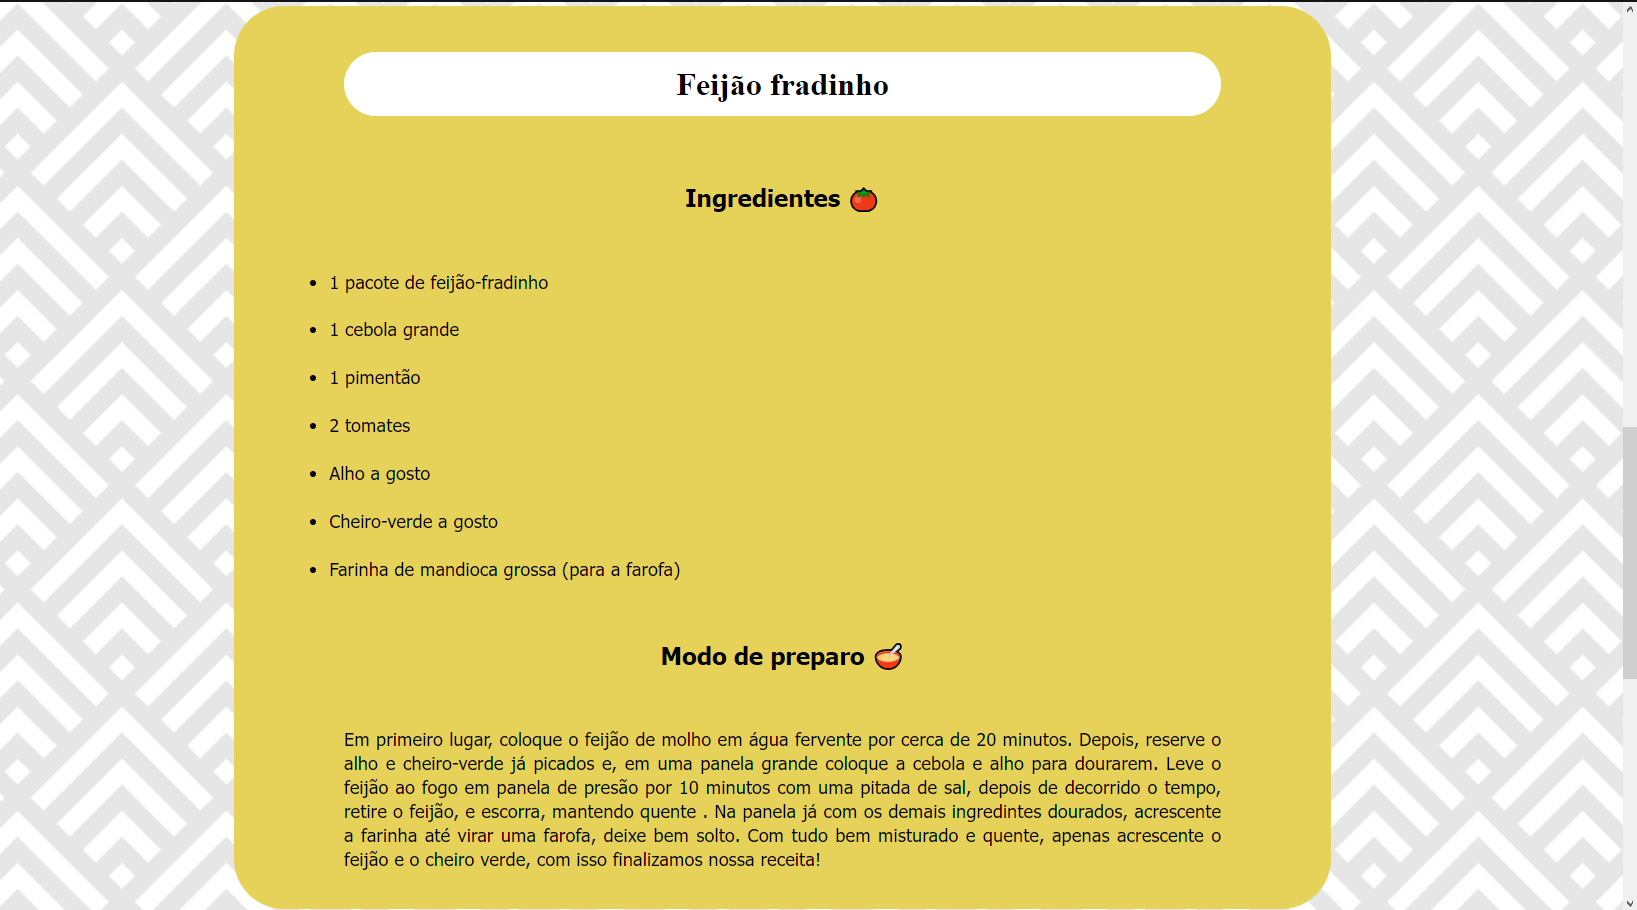 Feijão fradinho
Ingredientes 🍅
• 1 pacote de feijão-fradinho
• 1 cebola grande
• 1 pimentão
• 2 tomates
• Alho a gosto
• Cheiro-verde a gosto
• Farinha de mandioca grossa (para a farofa)
Modo de preparo 🥣
Em primeiro lugar, coloque o feijão de molho em água fervente por cerca de 20 minutos. Depois, reserve o
alho e cheiro-verde já picados e, em uma panela grande coloque a cebola e alho para dourarem. Leve o
feijão ao fogo em panela de presão por 10 minutos com uma pitada de sal, depois de decorrido o tempo,
retire o feijão, e escorra, mantendo quente . Na panela já com os demais ingredintes dourados, acrescente
a farinha até virar uma farofa, deixe bem solto. Com tudo bem misturado e quente, apenas acrescente o
feijão e o cheiro verde, com isso finalizamos nossa receita!